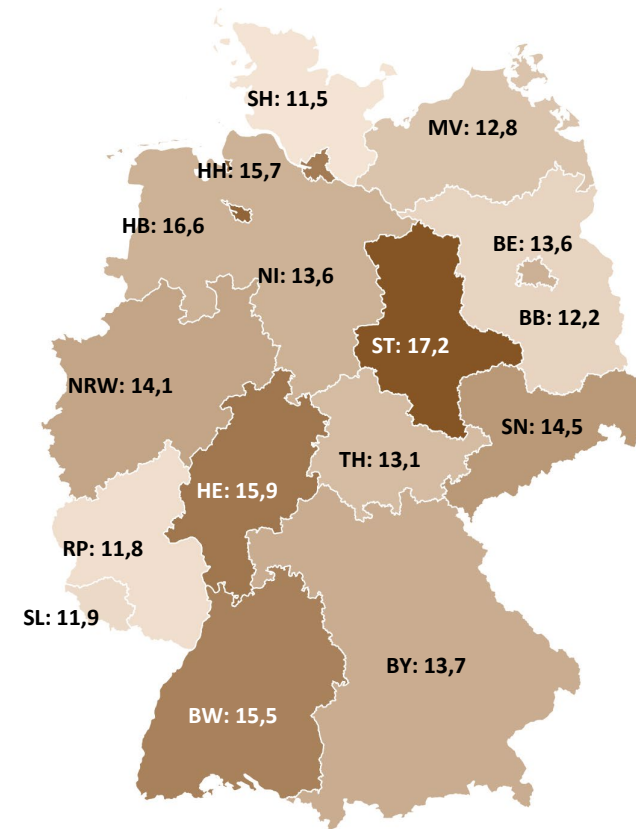 SH: 11,5
MV: 12,8
HH: 15,7
HB: 16,6
BE: 13,6
NI: 13,6
BB: 12,2
ST: 17,2
NRW: 14,1
SN: 14,5
TH: 13,1
HE: 15,9
RP: 11,8
SL: 11,9
BY: 13,7
BW: 15,5